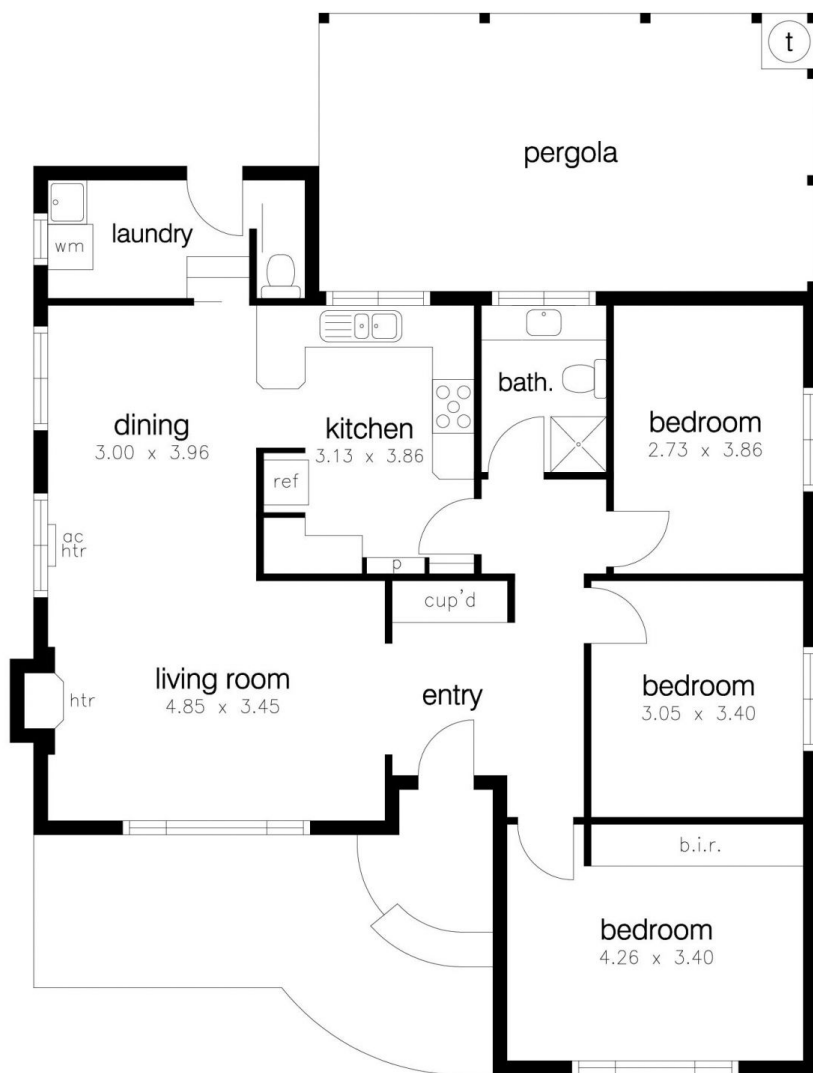 t
pergola
laundry
wm
dining
3.00 x 3.96
kitchen
3.13 x 3.86
bath.
bedroom
2.73 x 3.86
ref
ac
htr
p
cup'd
living room
4.85 x 3.45
htr
entry
bedroom
3.05 x 3.40
b.i.r.
bedroom
4.26 x 3.40